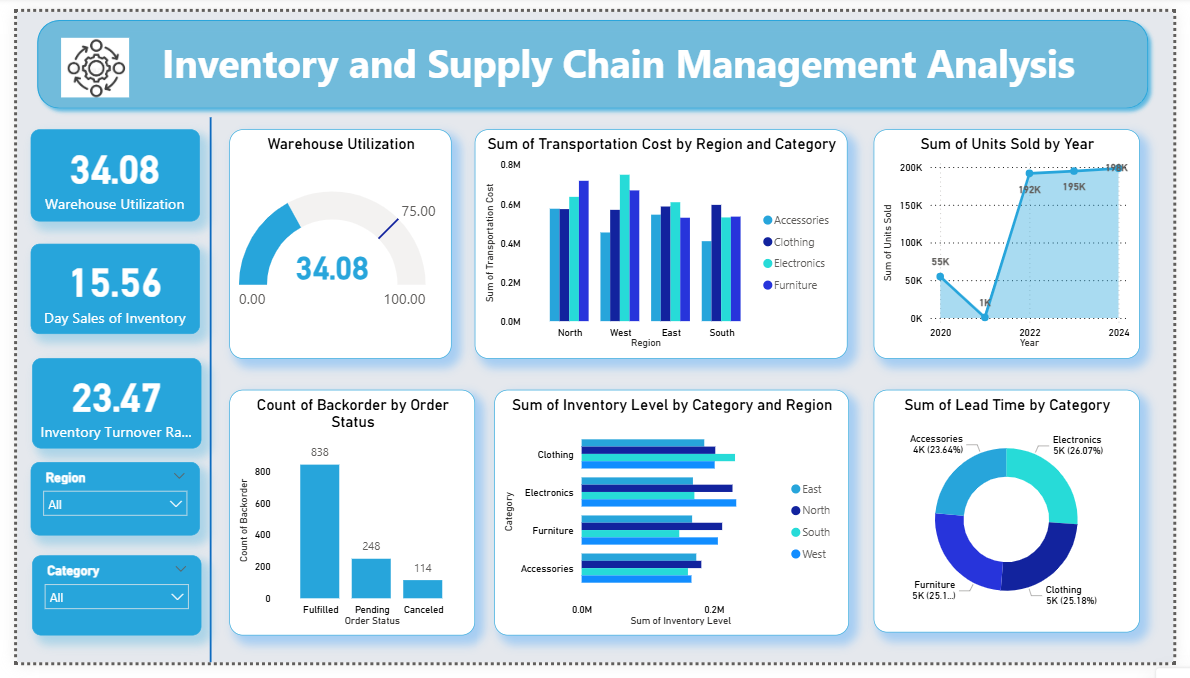 Inventory and Supply Chain Management Analysis
34.08
Warehouse Utilization
15.56
Day Sales of Inventory
23.47
Inventory Turnover Ra...
Region
All
Category
All
Warehouse Utilization
75.00
34.08
0.00
100.00
Sum of Transportation Cost by Region and Category
Sum of Transportation Cost
0.8M
0.6M
0.4M
0.2M
0.0M
North
West
East
South
Region
Accessories
Clothing
Electronics
Furniture
Sum of Units Sold by Year
Sum of Units Sold
200K
150K
100K
50K
0K
55K
1K
192K
195K
198K
2020
2022
2024
Year
Count of Backorder by Order
Status
Count of Backorder
800
600
400
200
0
838
248
114
Fulfilled
Pending
Canceled
Order Status
Sum of Inventory Level by Category and Region
Category
Clothing
Electronics
Furniture
Accessories
0.0M
0.2M
Sum of Inventory Level
East
North
South
West
Sum of Lead Time by Category
Accessories
4K (23.64%)
Electronics
5K (26.07%)
Furniture
5K (25.1...)
Clothing
5K (25.18%)